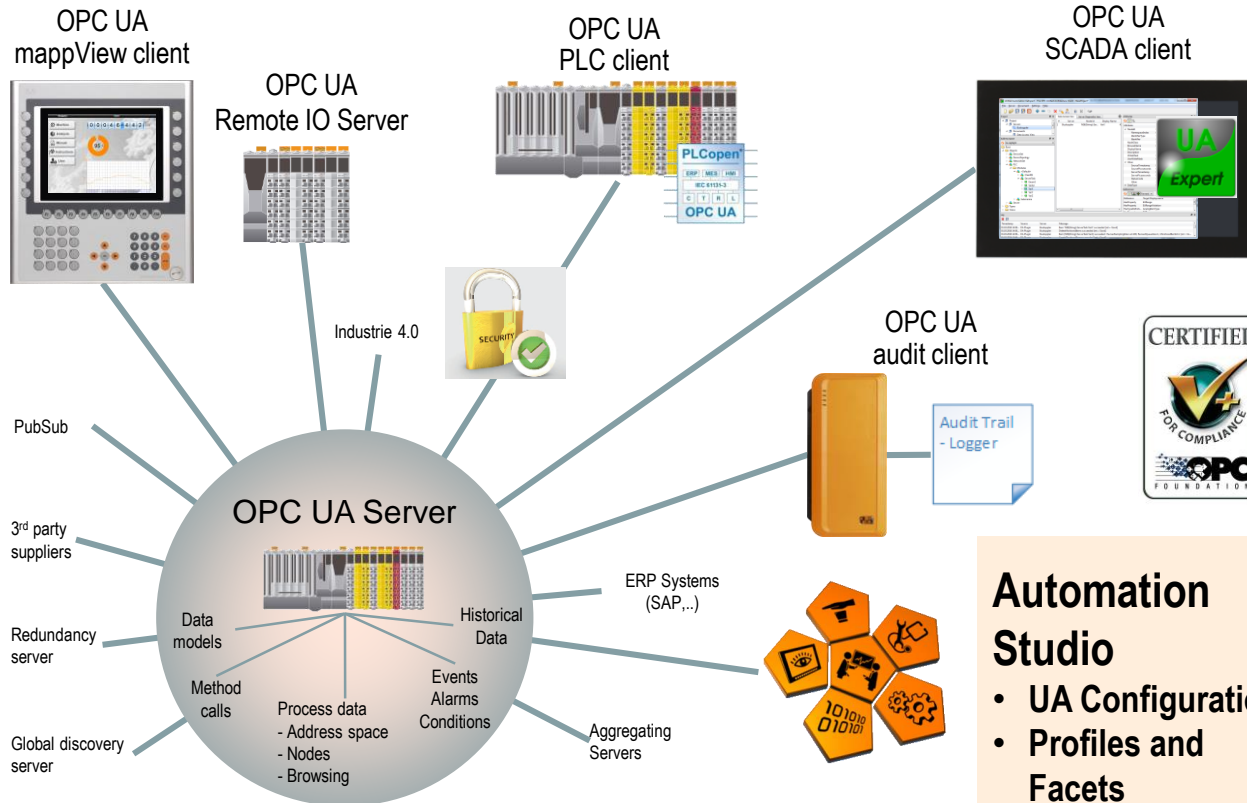 OPC UA
mappView client
OPC UA
Remote IO Server
OPC UA
PLC client
OPC UA
SCADA client
PLCopen
ERP MES HMI
IEC 61131-3
C T R L
OPC UA
UA
Expert
Industrie 4.0
SECURITY
OPC UA
audit client
Audit Trail
- Logger
CERTIFIED
FOR COMPLIANCE
OPC
FOUNDATION
PubSub
3rd party
suppliers
Redundancy
server
Global discovery
server
OPC UA Server
Data
models
Method
calls
Process data
- Address space
- Nodes
- Browsing
Events
Alarms
Conditions
Historical
Data
ERP Systems
(SAP,..)
Aggregating
Servers
101010
010101
Automation
Studio
• UA Configuratio
• Profiles and
Facets